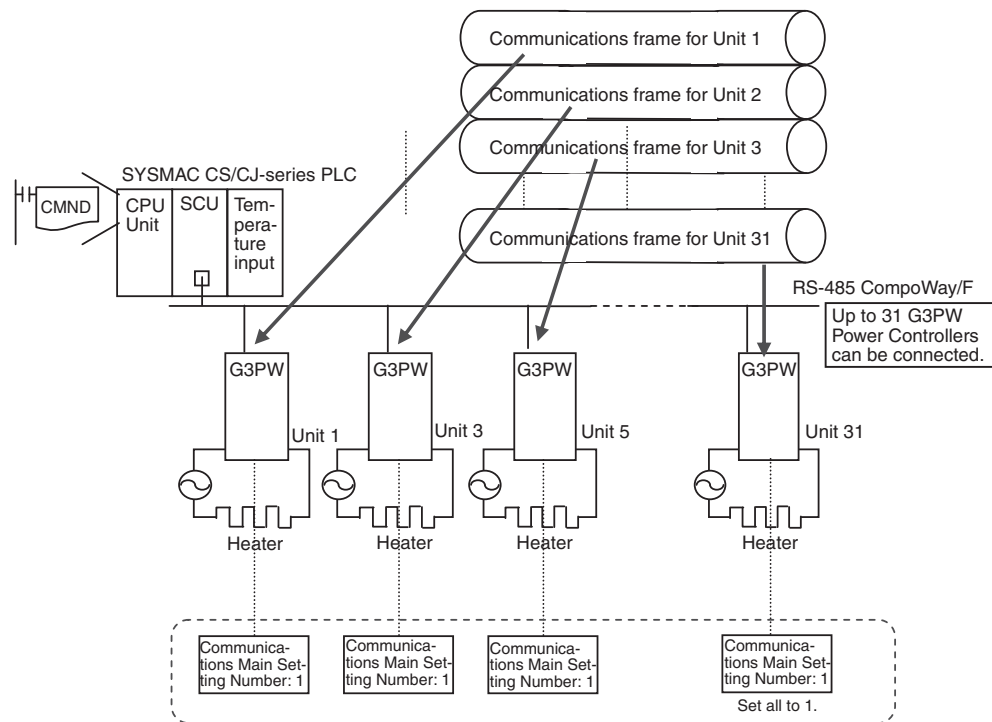 Communications frame for Unit 1
Communications frame for Unit 2
Communications frame for Unit 3
SYSMAC CS/CJ-series PLC
CMND
CPU
Unit
SCU
Tem-
pera-
ture
input
Communications frame for Unit 31
RS-485 CompoWay/F
Up to 31 G3PW
Power Controllers
can be connected.
G3PW
G3PW
G3PW
G3PW
Unit 1
Unit 3
Unit 5
Unit 31
Heater
Heater
Heater
Heater
Communica-
tions Main Set-
ting Number: 1
Communica-
tions Main Set-
ting Number: 1
Communica-
tions Main Set-
ting Number: 1
Communica-
tions Main Set-
ting Number: 1
Set all to 1.